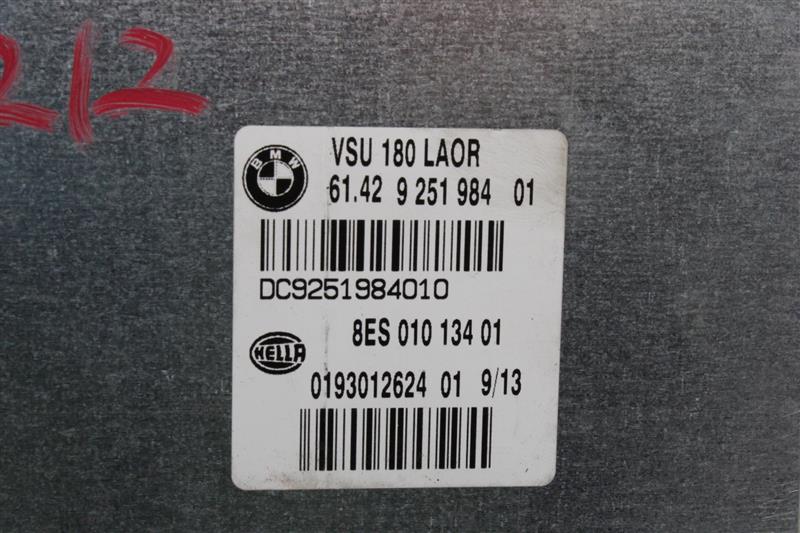 212
BMW
VSU 180 LAOR
61.42 9 251 984 01
DC9251984010
8ES 010 134 01
HELLA
0193012624 01 9/13